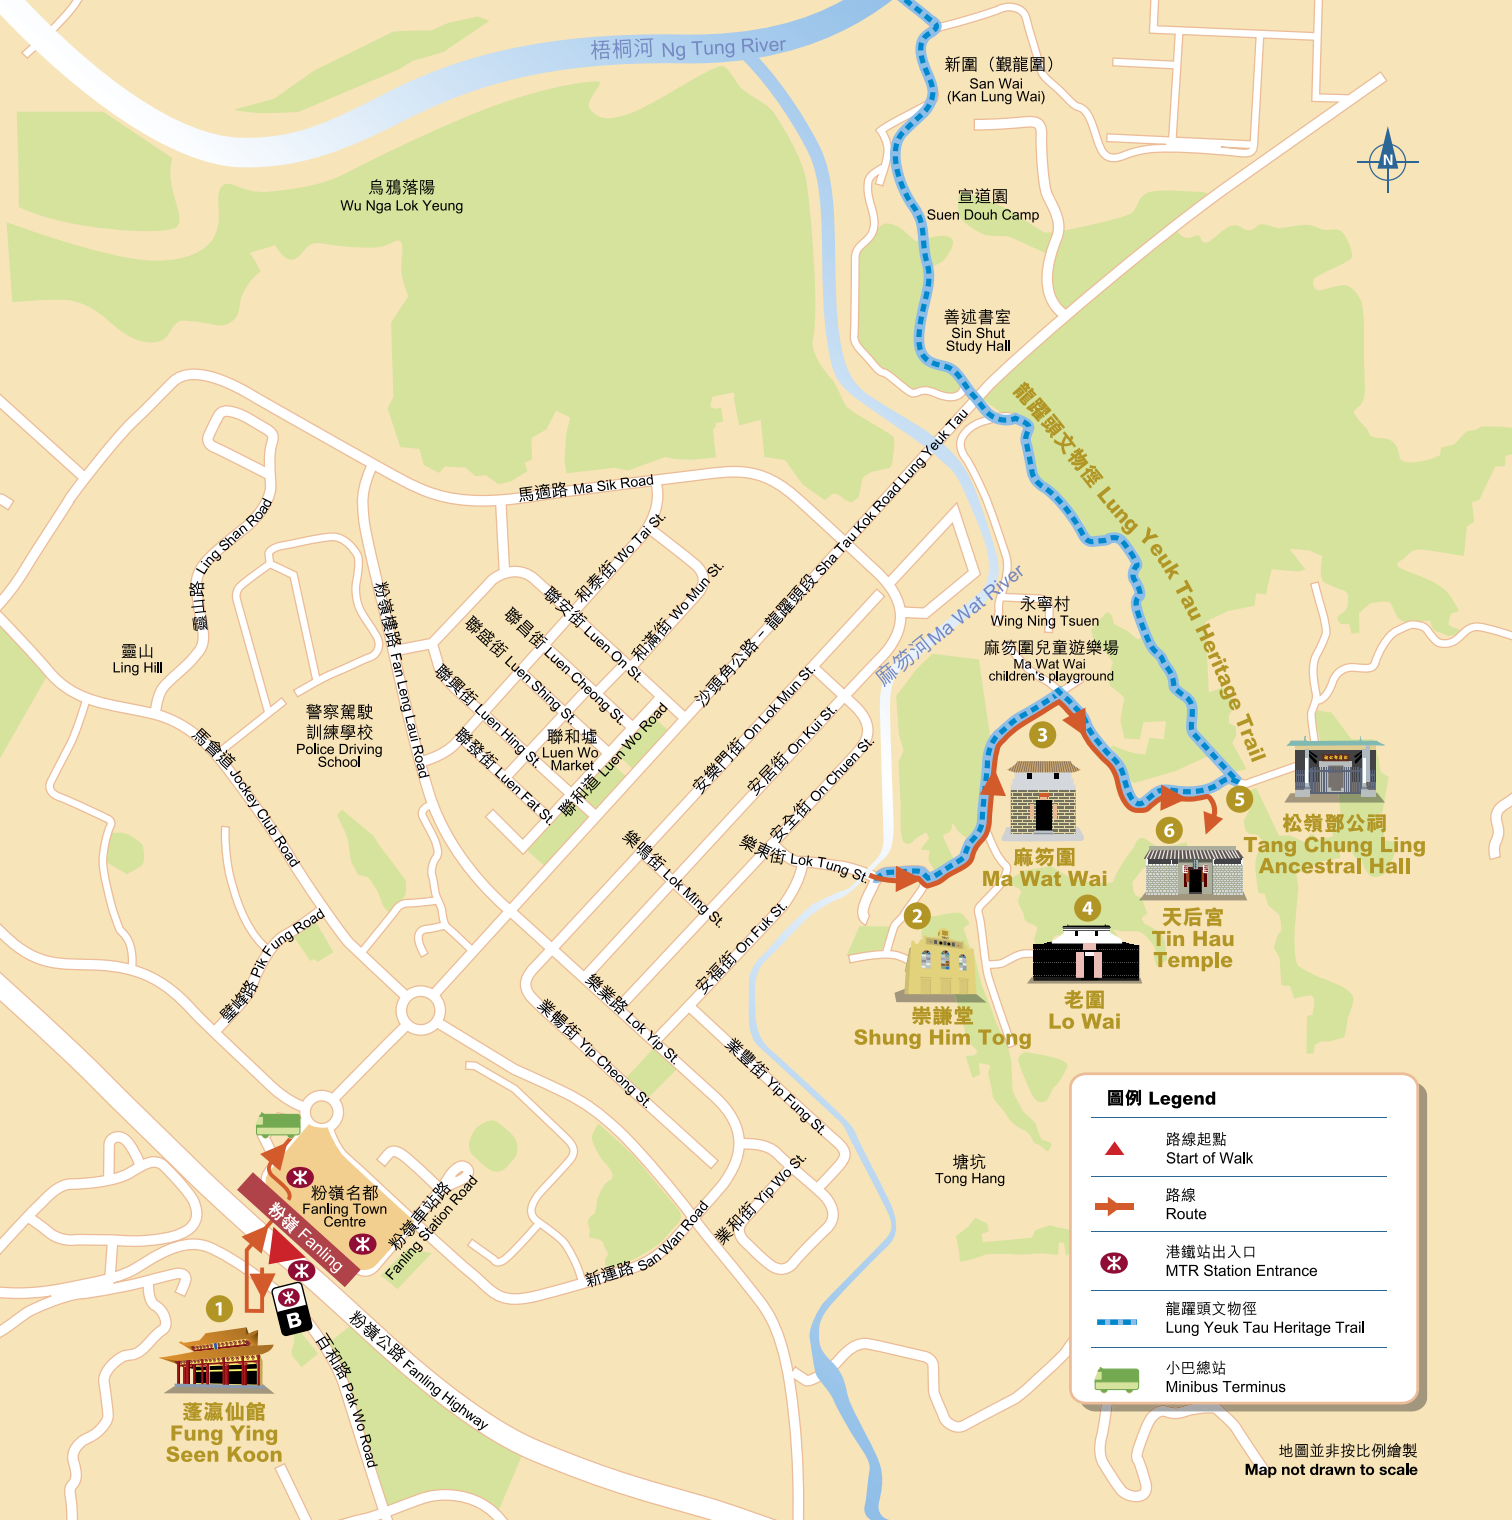 梧桐河 Ng Tung River
新圍（覲龍圍）
San Wai
(Kan Lung Wai)
N
烏鴉落陽
Wu Nga Lok Yeung
宣道園
Suen Douh Camp
善述書室
Sin Shut
Study Hall
龍躍頭文物徑 Lung Yeuk Tau Heritage Trail
馬適路 Ma Sik Road
沙頭角公路－龍躍頭段 Sha Tau Kok Road Lung Yeuk Tau
靈山路 Ling Shan Road
粉嶺樓路 Fan Leng Laui Road
和泰街 Wo Tai St.
和滿街 Wo Mun St.
聯安街 Luen On St.
聯昌街 Luen Cheong St.
聯盛街 Luen Shing St.
聯興街 Luen Hing St.
聯發街 Luen Fat St.
聯和墟
Luen Wo
Market
聯和道 Luen Wo Road
麻笏河 Ma Wat River
永寧村
Wing Ning Tsuen
麻笏圍兒童遊樂場
Ma Wat Wai
children's playground
靈山
Ling Hill
警察駕駛
訓練學校
Police Driving
School
馬會道 Jockey Club Road
安樂門街 On Lok Mun St.
安居街 On Kui St.
安全街 On Chuen St.
樂東街 Lok Tung St.
樂鳴街 Lok Ming St.
安福街 On Fuk St.
樂業路 Lok Yip St.
業暢街 Yip Cheong St.
業豐街 Yip Fung St.
業和街 Yip Wo St.
璧峰路 Pik Fung Road
3
麻笏圍
Ma Wat Wai
5
松嶺鄧公祠
Tang Chung Ling
Ancestral Hall
6
天后宮
Tin Hau
Temple
4
老圍
Lo Wai
2
崇謙堂
Shung Him Tong
塘坑
Tong Hang
粉嶺名都
Fanling Town
Centre
粉嶺 Fanling
粉嶺車站路
Fanling Station Road
新運路 San Wan Road
B
百和路 Pak Wo Road
粉嶺公路 Fanling Highway
1
蓬瀛仙館
Fung Ying
Seen Koon
圖例 Legend
路線起點
Start of Walk
路線
Route
港鐵站出入口
MTR Station Entrance
龍躍頭文物徑
Lung Yeuk Tau Heritage Trail
小巴總站
Minibus Terminus
地圖並非按比例繪製
Map not drawn to scale